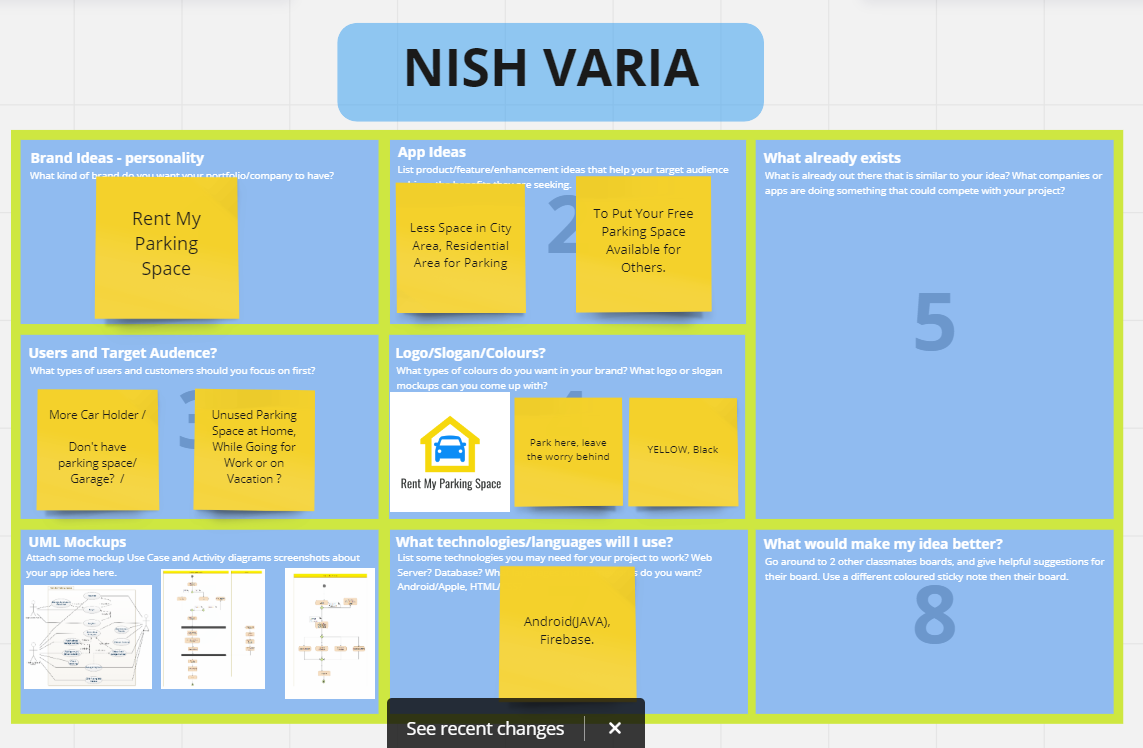 NISH VARIA
Brand Ideas - personality
What kind of brand do you want your portfolio/company to have?
Rent My
Parking
Space
App Ideas
List product/feature/enhancement ideas that help your target audience
they are seeking.
2
Less Space in City
Area, Residential
Area for Parking
To Put Your Free
Parking Space
Available for
Others.
What already exists
What is already out there that is similar to your idea? What companies or
apps are doing something that could compete with your project?
5
Users and Target Audence?
What types of users and customers should you focus on first?
3
More Car Holder /
Don't have
parking space/
Garage? /
Unused Parking
Space at Home,
While Going for
Work or on
Vacation ?
Logo/Slogan/Colours?
What types of colours do you want in your brand? What logo or slogan
mockups can you come up with?
Rent My Parking Space
Park here, leave
the worry behind
YELLOW, Black
UML Mockups
Attach some mockup Use Case and Activity diagrams screenshots about
your app idea here.
What technologies/languages will I use?
List some technologies you may need for your project to work? Web
Server? Database? Wh
s do you want?
Android/Apple, HTML/
Android(JAVA),
Firebase.
What would make my idea better?
Go around to 2 other classmates boards, and give helpful suggestions for
their board. Use a different coloured sticky note then their board.
8
See recent changes